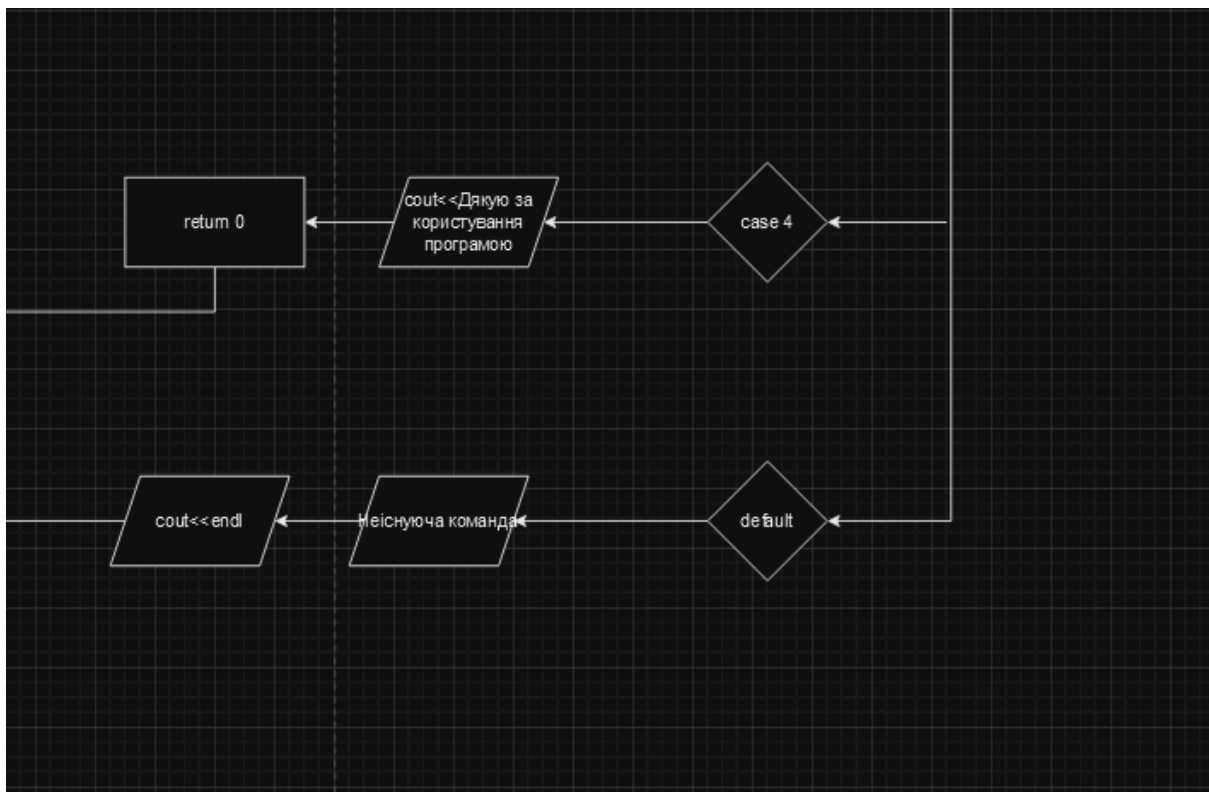 return 0
cout<<Дякую за
користування
програмою
case 4
cout<<endl
Неіснуюча команда
default